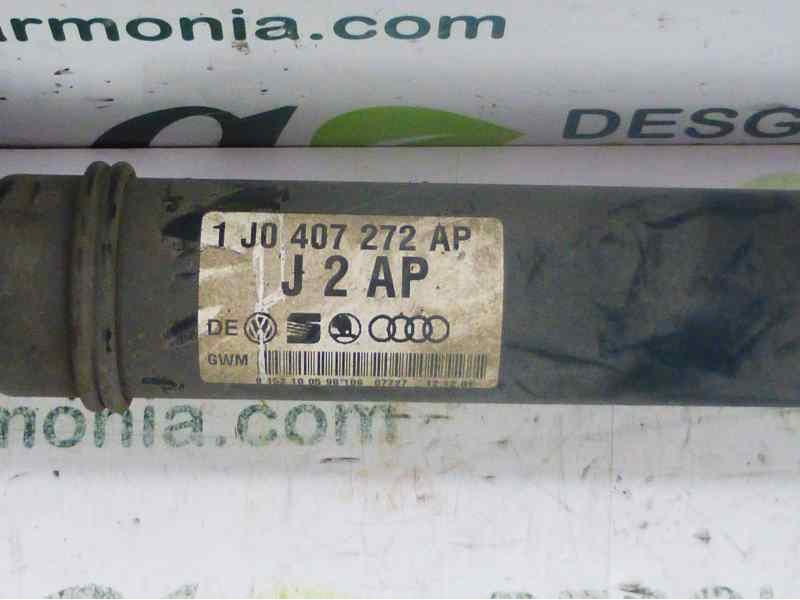 armonia.com
DESG
1 J0 407 272 AP
J 2 AP
DE
GWM
monia.com